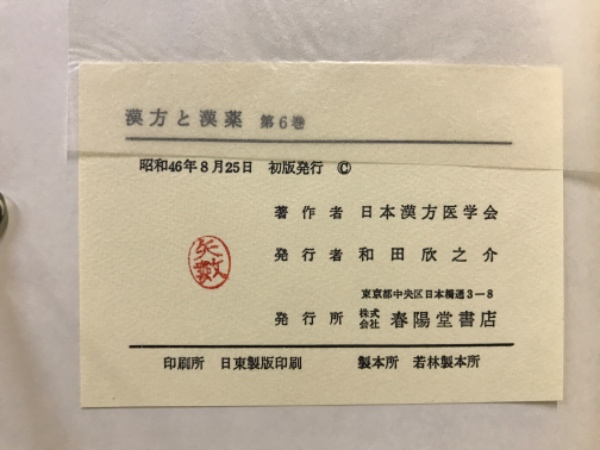 漢方と漢薬 第6巻
昭和46年8月25日 初版発行 ©
著作者 日本漢方医学会
発行者 和田欣之介
東京都中央区日本橋通3-8
発行所 株式会社 春陽堂書店
矢数
印刷所 日東製版印刷 製本所 若林製本所